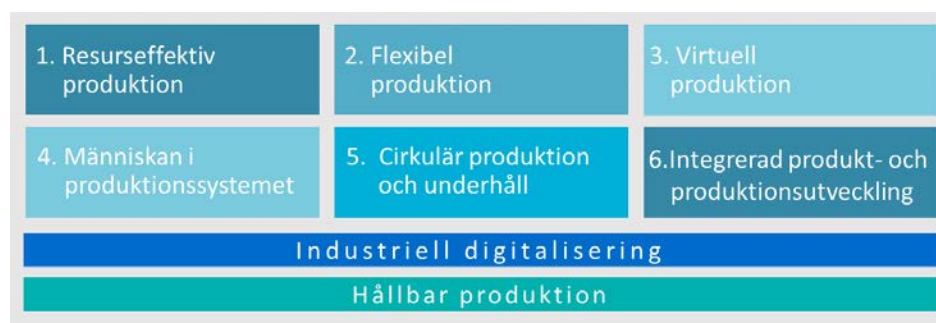 1. Resurseffektiv
produktion
2. Flexibel
produktion
3. Virtuell
produktion
4. Människan i
produktionssystemet
5. Cirkulär produktion
och underhåll
6.Integrerad produkt- och
produktionsutveckling
Industriell digitalisering
Hållbar produktion